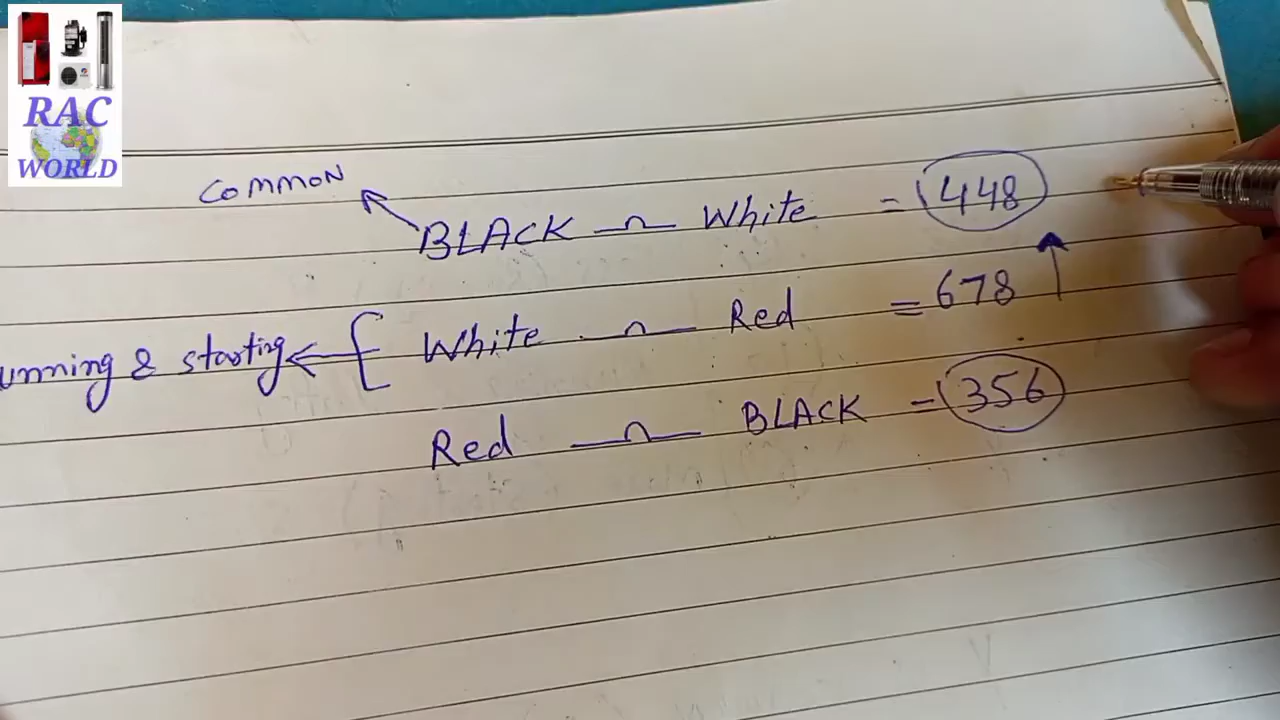 RAC
WORLD
COMMON
BLACK — White = 448
White — Red = 678
unning & starting
Red — BLACK = 356